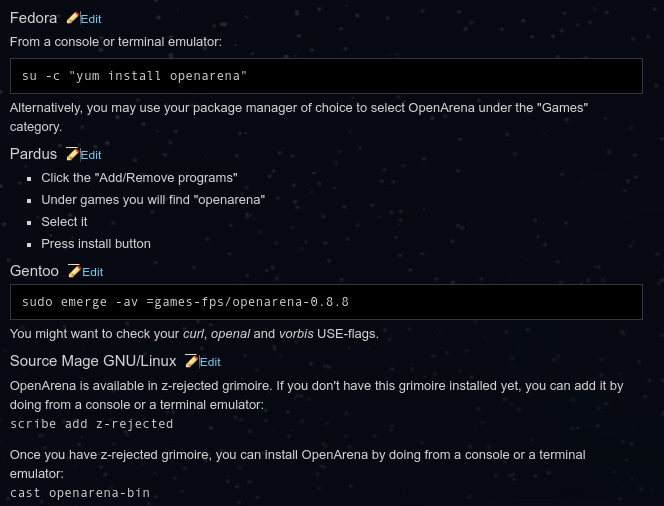 Fedora Edit
From a console or terminal emulator:
su -c "yum install openarena"
Alternatively, you may use your package manager of choice to select OpenArena under the "Games"
category.
Pardus Edit
Click the "Add/Remove programs"
Under games you will find "openarena"
Select it
Press install button
Gentoo Edit
sudo emerge -av =games-fps/openarena-0.8.8
You might want to check your curl, openal and vorbis USE-flags.
Source Mage GNU/Linux Edit
OpenArena is available in z-rejected grimoire. If you don't have this grimoire installed yet, you can add it by
doing from a console or a terminal emulator:
scribe add z-rejected
Once you have z-rejected grimoire, you can install OpenArena by doing from a console or a terminal
emulator:
cast openarena-bin